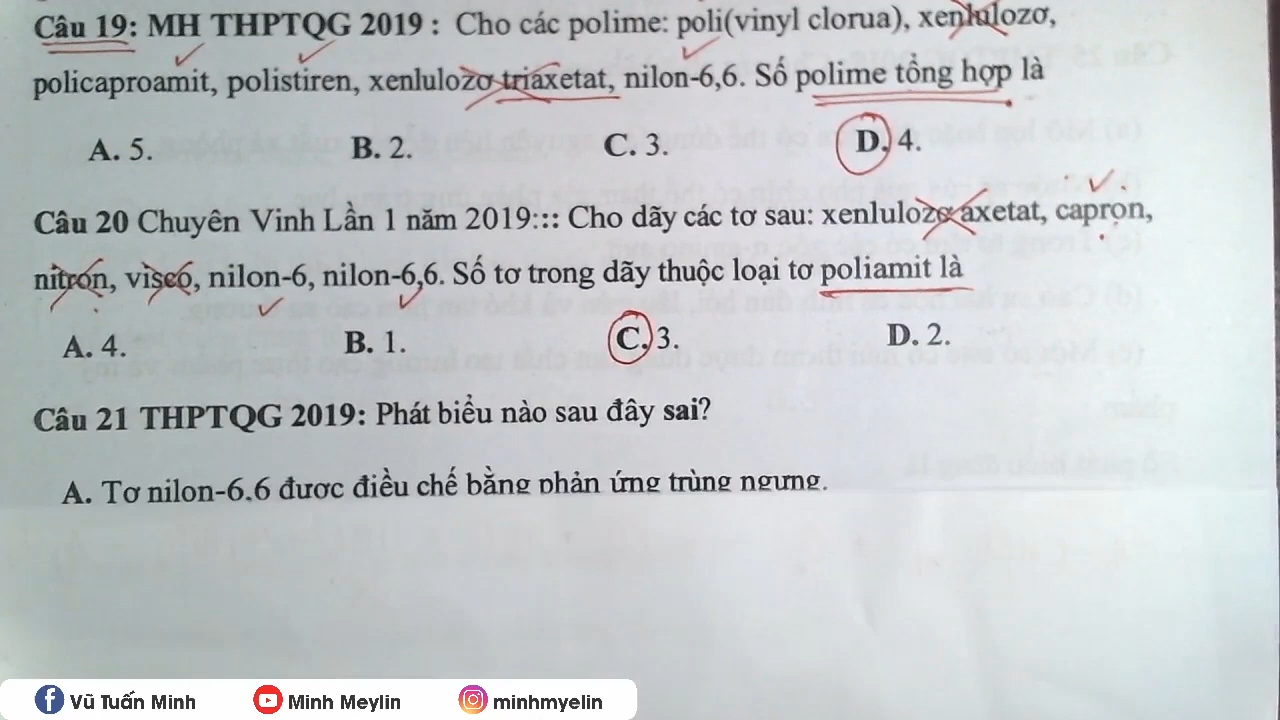 Câu 19: MH THPTQG 2019 : Cho các polime: poli(vinyl clorua), xenlulozơ,
policaproamit, polistiren, xenlulozơ triaxetat, nilon-6,6. Số polime tổng hợp là
A. 5. B. 2. C. 3. D. 4.
Câu 20 Chuyên Vinh Lần 1 năm 2019::: Cho dãy các tơ sau: xenlulozơ axetat, capron,
nitron, visco, nilon-6, nilon-6,6. Số tơ trong dãy thuộc loại tơ poliamit là
A. 4. B. 1. C. 3. D. 2.
Câu 21 THPTQG 2019: Phát biểu nào sau đây sai?
A. Tơ nilon-6.6 được điều chế bằng phản ứng trùng ngưng.
Vũ Tuấn Minh Minh Meylin minhmyelin